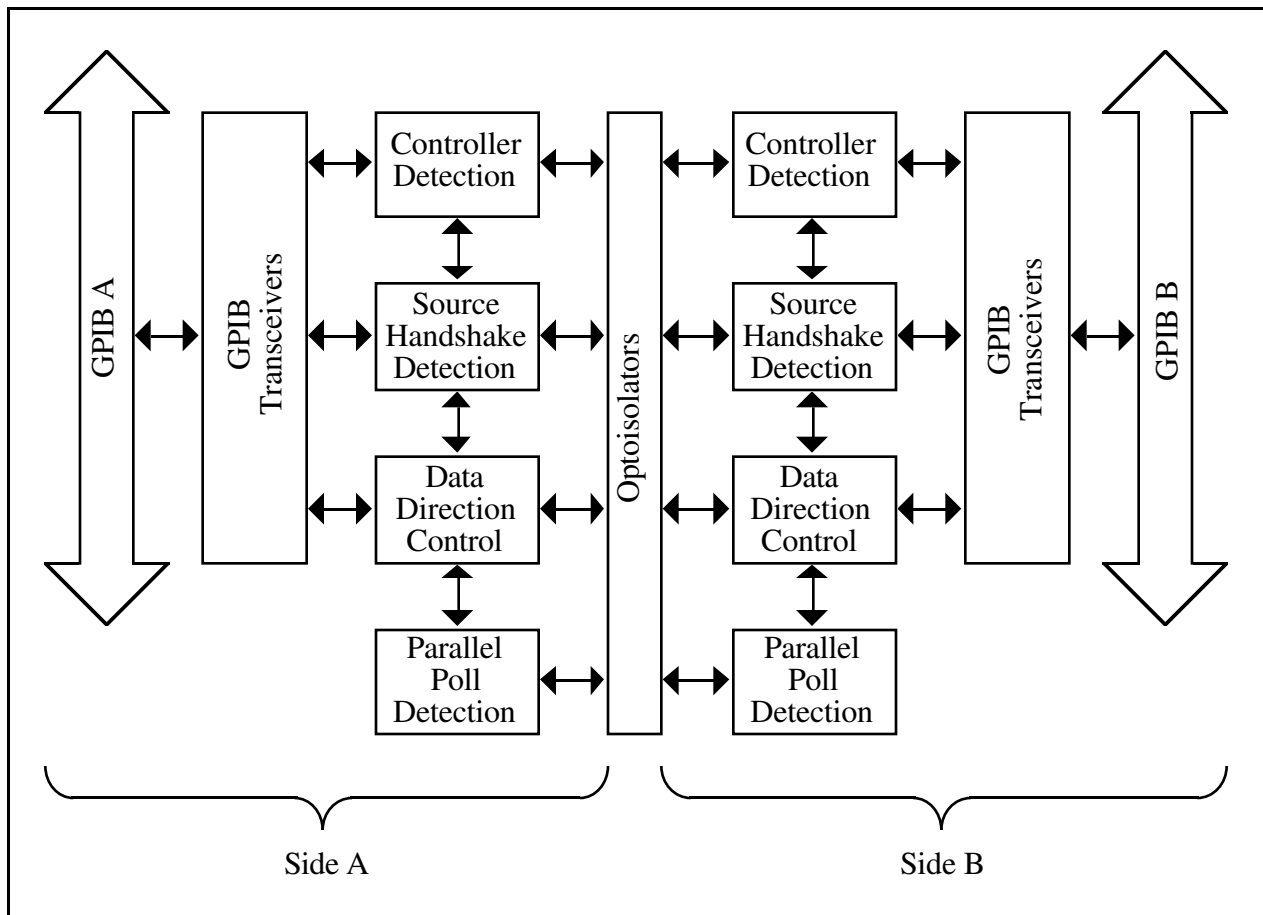 GPIB A
GPIB
Transceivers
Controller
Detection
Source
Handshake
Detection
Data
Direction
Control
Parallel
Poll
Detection
Optoisolators
Controller
Detection
Source
Handshake
Detection
Data
Direction
Control
Parallel
Poll
Detection
GPIB
Transceivers
GPIB B
Side A
Side B